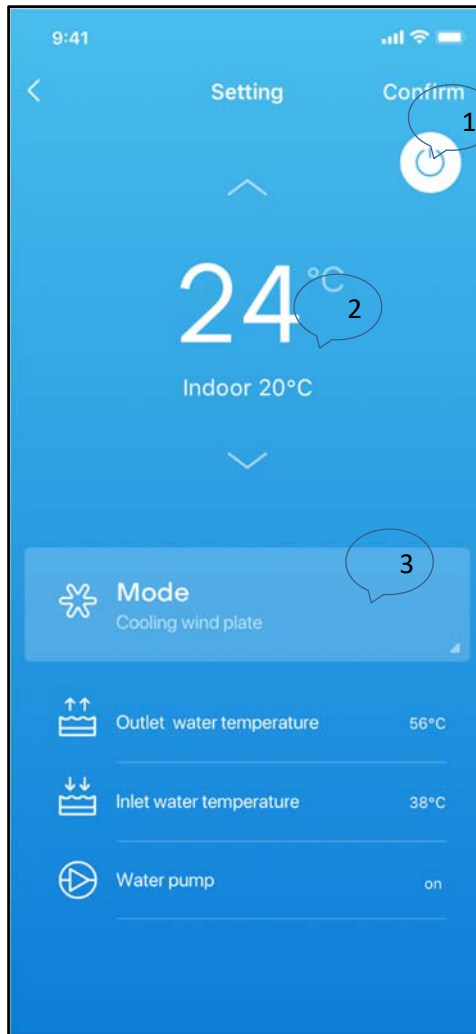 9:41
Setting
Confirm
1
24 °C
2
Indoor 20°C
3
Mode
Cooling wind plate
Outlet water temperature 56°C
Inlet water temperature 38°C
Water pump on